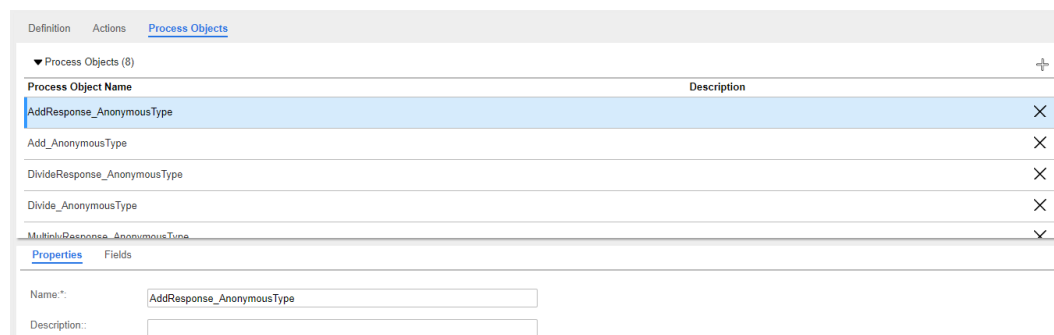 Definition Actions Process Objects
Process Objects (8)
Process Object Name Description
AddResponse_AnonymousType
Add_AnonymousType
DivideResponse_AnonymousType
Divide_AnonymousType
MultiplyResponse_AnonymousType
Properties Fields
Name:*:
AddResponse_AnonymousType
Description::